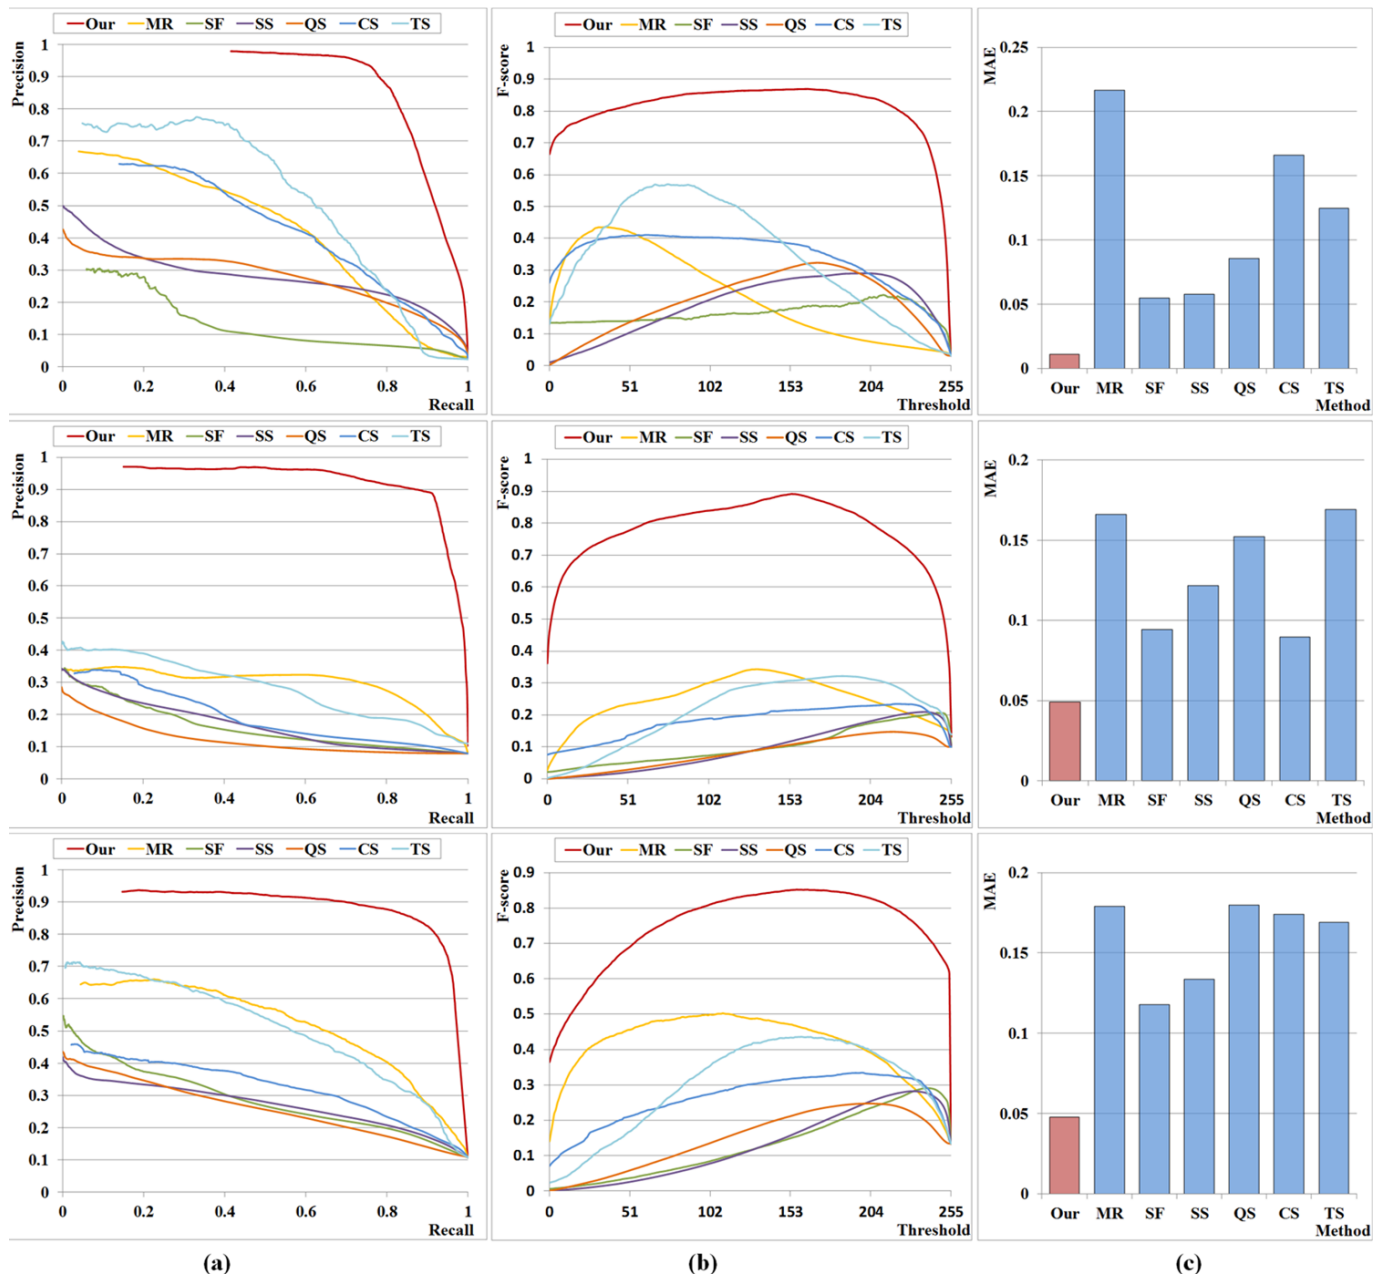 Our MR SF SS QS CS TS
Precision
1
0.9
0.8
0.7
0.6
0.5
0.4
0.3
0.2
0.1
0
0 0.2 0.4 0.6 0.8 1
Recall
Our MR SF SS QS CS TS
F-score
1
0.9
0.8
0.7
0.6
0.5
0.4
0.3
0.2
0.1
0
0 51 102 153 204 255
Threshold
MAE
0.25
0.2
0.15
0.1
0.05
0
Our MR SF SS QS CS TS
Method
Our MR SF SS QS CS TS
Precision
1
0.9
0.8
0.7
0.6
0.5
0.4
0.3
0.2
0.1
0
0 0.2 0.4 0.6 0.8 1
Recall
Our MR SF SS QS CS TS
F-score
1
0.9
0.8
0.7
0.6
0.5
0.4
0.3
0.2
0.1
0
0 51 102 153 204 255
Threshold
MAE
0.2
0.15
0.1
0.05
0
Our MR SF SS QS CS TS
Method
Our MR SF SS QS CS TS
Precision
1
0.9
0.8
0.7
0.6
0.5
0.4
0.3
0.2
0.1
0
0 0.2 0.4 0.6 0.8 1
Recall
Our MR SF SS QS CS TS
F-score
0.9
0.8
0.7
0.6
0.5
0.4
0.3
0.2
0.1
0
0 51 102 153 204 255
Threshold
MAE
0.2
0.15
0.1
0.05
0
Our MR SF SS QS CS TS
Method
(a) (b) (c)